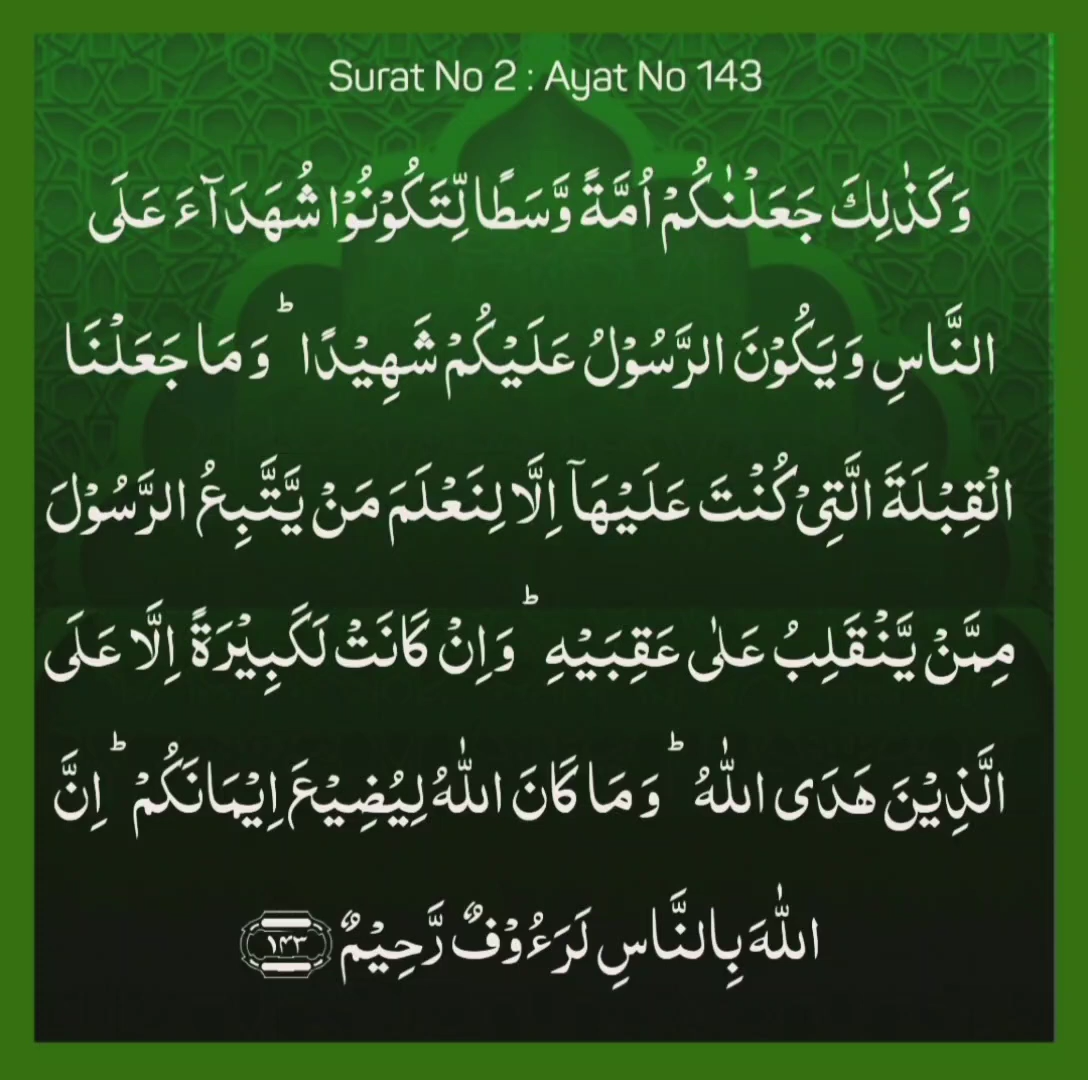 Surat No 2 : Ayat No 143
وَكَذٰلِكَ جَعَلْنٰكُمْ اُمَّةً وَّسَطًا لِّتَكُوْنُوْا شُهَدَآءَ عَلَى
النَّاسِ وَيَكُوْنَ الرَّسُوْلُ عَلَيْكُمْ شَهِيْدًا ؕ وَمَا جَعَلْنَا
الْقِبْلَةَ الَّتِيْ كُنْتَ عَلَيْهَاۤ اِلَّا لِنَعْلَمَ مَنْ يَّتَّبِعُ الرَّسُوْلَ
مِمَّنْ يَّنْقَلِبُ عَلٰى عَقِبَيْهِ ؕ وَاِنْ كَانَتْ لَكَبِيْرَةً اِلَّا عَلَى
الَّذِيْنَ هَدَى اللّٰهُ ؕ وَمَا كَانَ اللّٰهُ لِيُضِيْعَ اِيْمَانَكُمْ ؕ اِنَّ
اللّٰهَ بِالنَّاسِ لَرَءُوْفٌ رَّحِيْمٌ ۱۴۳